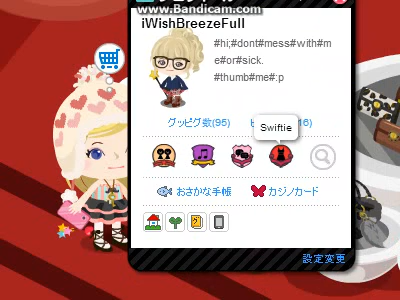 www.Bandicam.com
iWishBreezeFull
#hi;#dont#mess#with#m
e#or#sick.
#thumb#me#:p
グッピグ数(95)
16)
Swiftie
おさかな手帳
カジノカード
設定変更